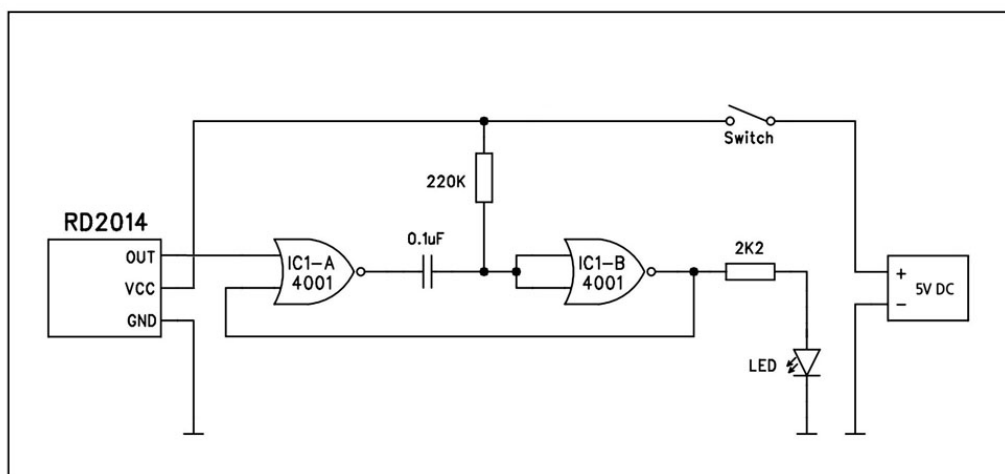 Switch
220K
RD2014
OUT
VCC
GND
IC1-A
4001
0.1uF
IC1-B
4001
2K2
+
5V DC
−
LED